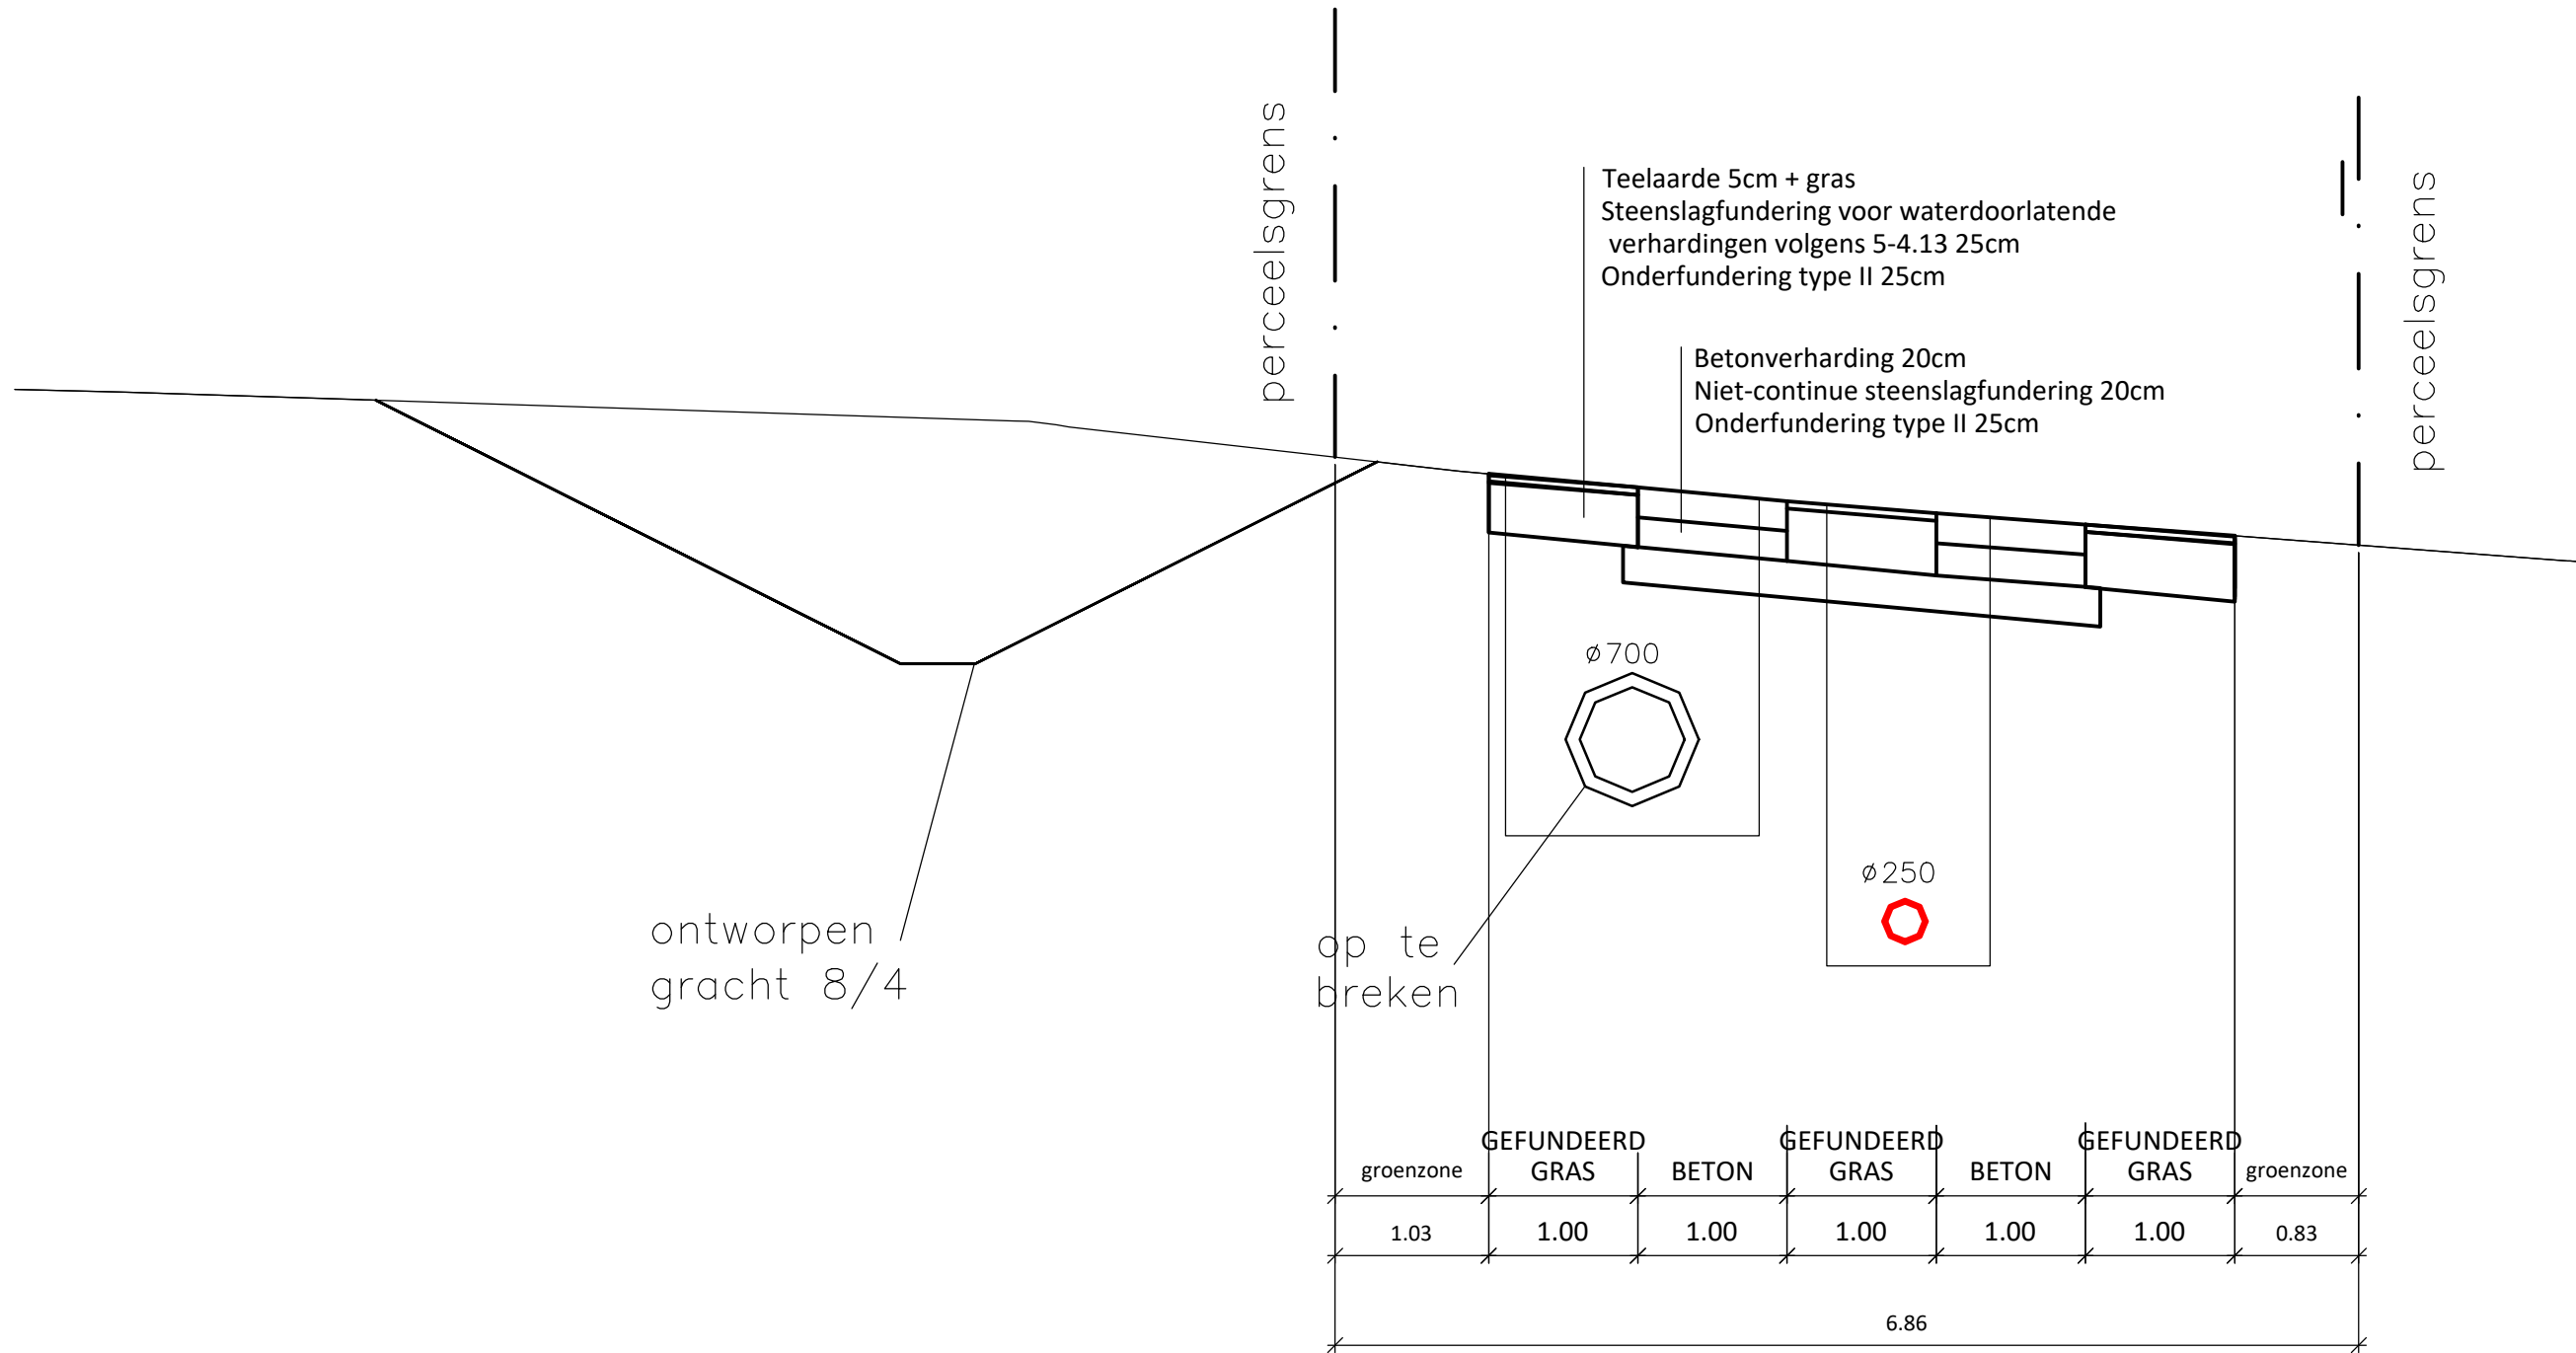 perceelsgrens
perceelsgrens
Teelaarde 5cm + gras
Steenslagfundering voor waterdoorlatende
verhardingen volgens 5-4.13 25cm
Onderfundering type II 25cm
Betonverharding 20cm
Niet-continue steenslagfundering 20cm
Onderfundering type II 25cm
ø700
ø250
ontworpen
gracht 8/4
op te
breken
groenzone
GEFUNDEERD
GRAS
BETON
GEFUNDEERD
GRAS
BETON
GEFUNDEERD
GRAS
groenzone
1.03
1.00
1.00
1.00
1.00
1.00
0.83
6.86